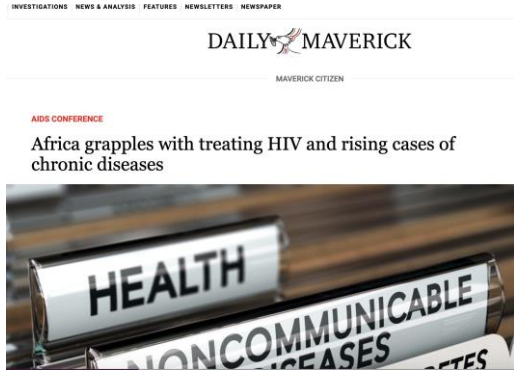 INVESTIGATIONS NEWS & ANALYSIS FEATURES NEWSLETTERS NEWSPAPER
DAILY MAVERICK
MAVERICK CITIZEN
AIDS CONFERENCE
Africa grapples with treating HIV and rising cases of
chronic diseases
HEALTH
NONCOMMUNICABLE